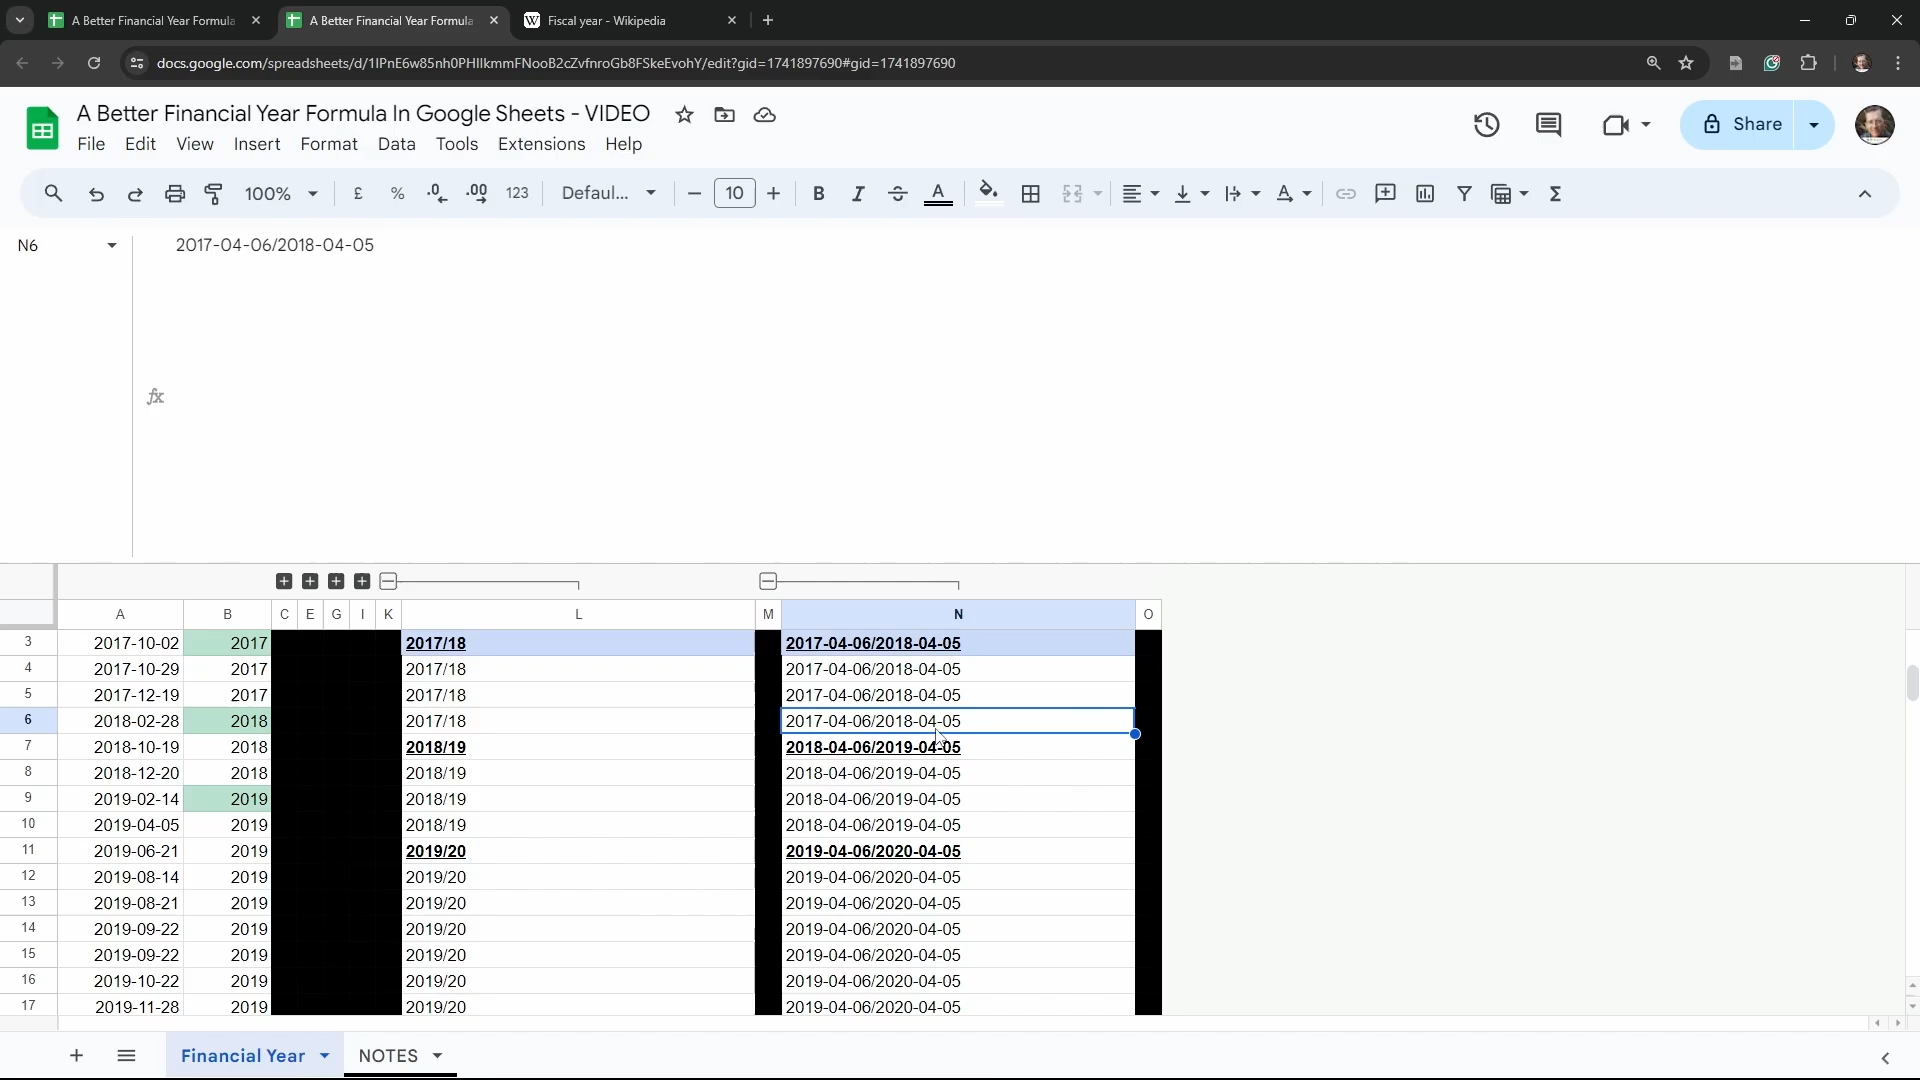 A Better Financial Year Formula
A Better Financial Year Formula
W Fiscal year - Wikipedia
docs.google.com/spreadsheets/d/1IPnE6w85nh0PHIlkmmFNooB2cZvfnroGb8FSkeEvohY/edit?gid=1741897690#gid=1741897690
A Better Financial Year Formula In Google Sheets - VIDEO
File Edit View Insert Format Data Tools Extensions Help
Share
100% £ % .0 .00 123 Defaul... 10 B I S A Σ
N6 2017-04-06/2018-04-05
fx
A B C E G I K L M N O
3 2017-10-02 2017 2017/18 2017-04-06/2018-04-05
4 2017-10-29 2017 2017/18 2017-04-06/2018-04-05
5 2017-12-19 2017 2017/18 2017-04-06/2018-04-05
6 2018-02-28 2018 2017/18 2017-04-06/2018-04-05
7 2018-10-19 2018 2018/19 2018-04-06/2019-04-05
8 2018-12-20 2018 2018/19 2018-04-06/2019-04-05
9 2019-02-14 2019 2018/19 2018-04-06/2019-04-05
10 2019-04-05 2019 2018/19 2018-04-06/2019-04-05
11 2019-06-21 2019 2019/20 2019-04-06/2020-04-05
12 2019-08-14 2019 2019/20 2019-04-06/2020-04-05
13 2019-08-21 2019 2019/20 2019-04-06/2020-04-05
14 2019-09-22 2019 2019/20 2019-04-06/2020-04-05
15 2019-09-22 2019 2019/20 2019-04-06/2020-04-05
16 2019-10-22 2019 2019/20 2019-04-06/2020-04-05
17 2019-11-28 2019 2019/20 2019-04-06/2020-04-05
Financial Year NOTES